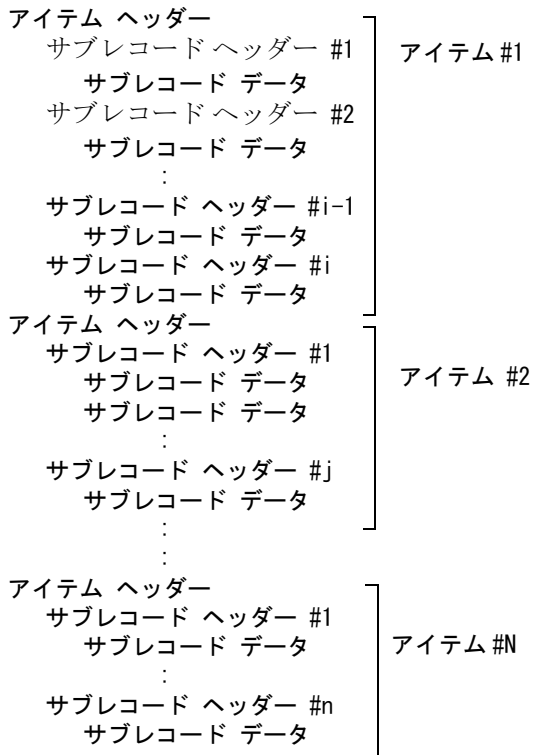 アイテム ヘッダー
サブレコード ヘッダー #1
アイテム #1
サブレコード データ
サブレコード ヘッダー #2
サブレコード データ
:
サブレコード ヘッダー #i-1
サブレコード データ
サブレコード ヘッダー #i
サブレコード データ
アイテム ヘッダー
サブレコード ヘッダー #1
サブレコード データ
アイテム #2
サブレコード データ
:
サブレコード ヘッダー #j
サブレコード データ
:
:
アイテム ヘッダー
サブレコード ヘッダー #1
サブレコード データ
アイテム #N
:
サブレコード ヘッダー #n
サブレコード データ